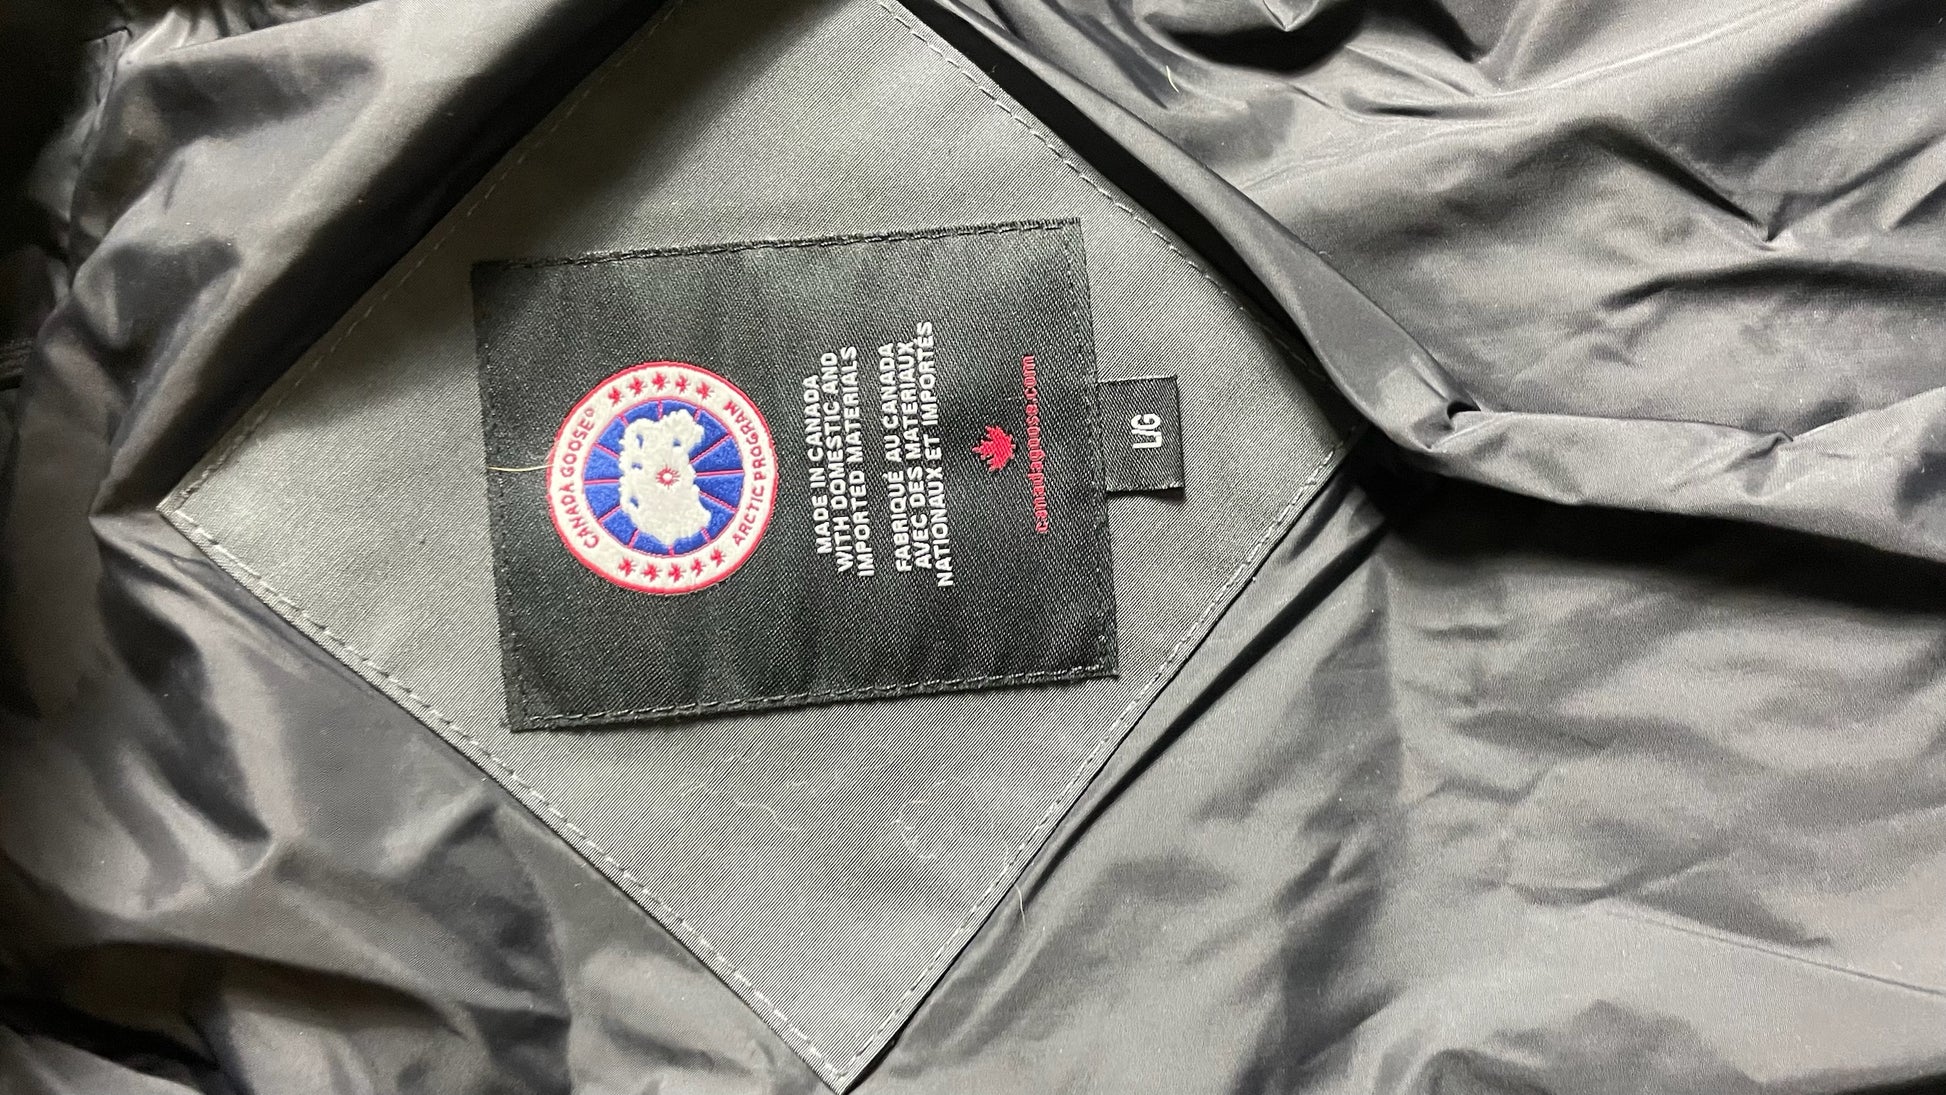 CANADA GOOSE®
ARCTIC PROGRAM
MADE IN CANADA
WITH DOMESTIC AND
IMPORTED MATERIALS
FABRIQUÉ AU CANADA
AVEC DES MATERIAUX
NATIONAUX ET IMPORTÉS
canadagoose.com
L/G